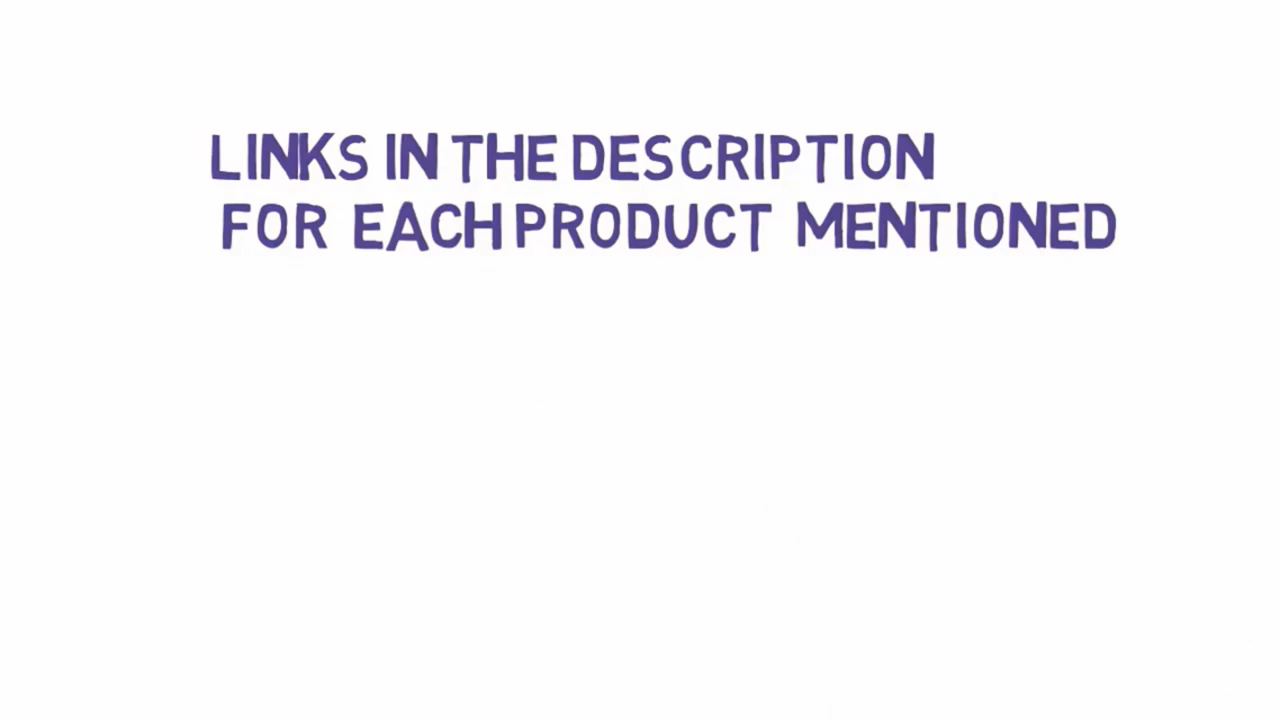 LINKS IN THE DESCRIPTION
FOR EACH PRODUCT MENTIONED